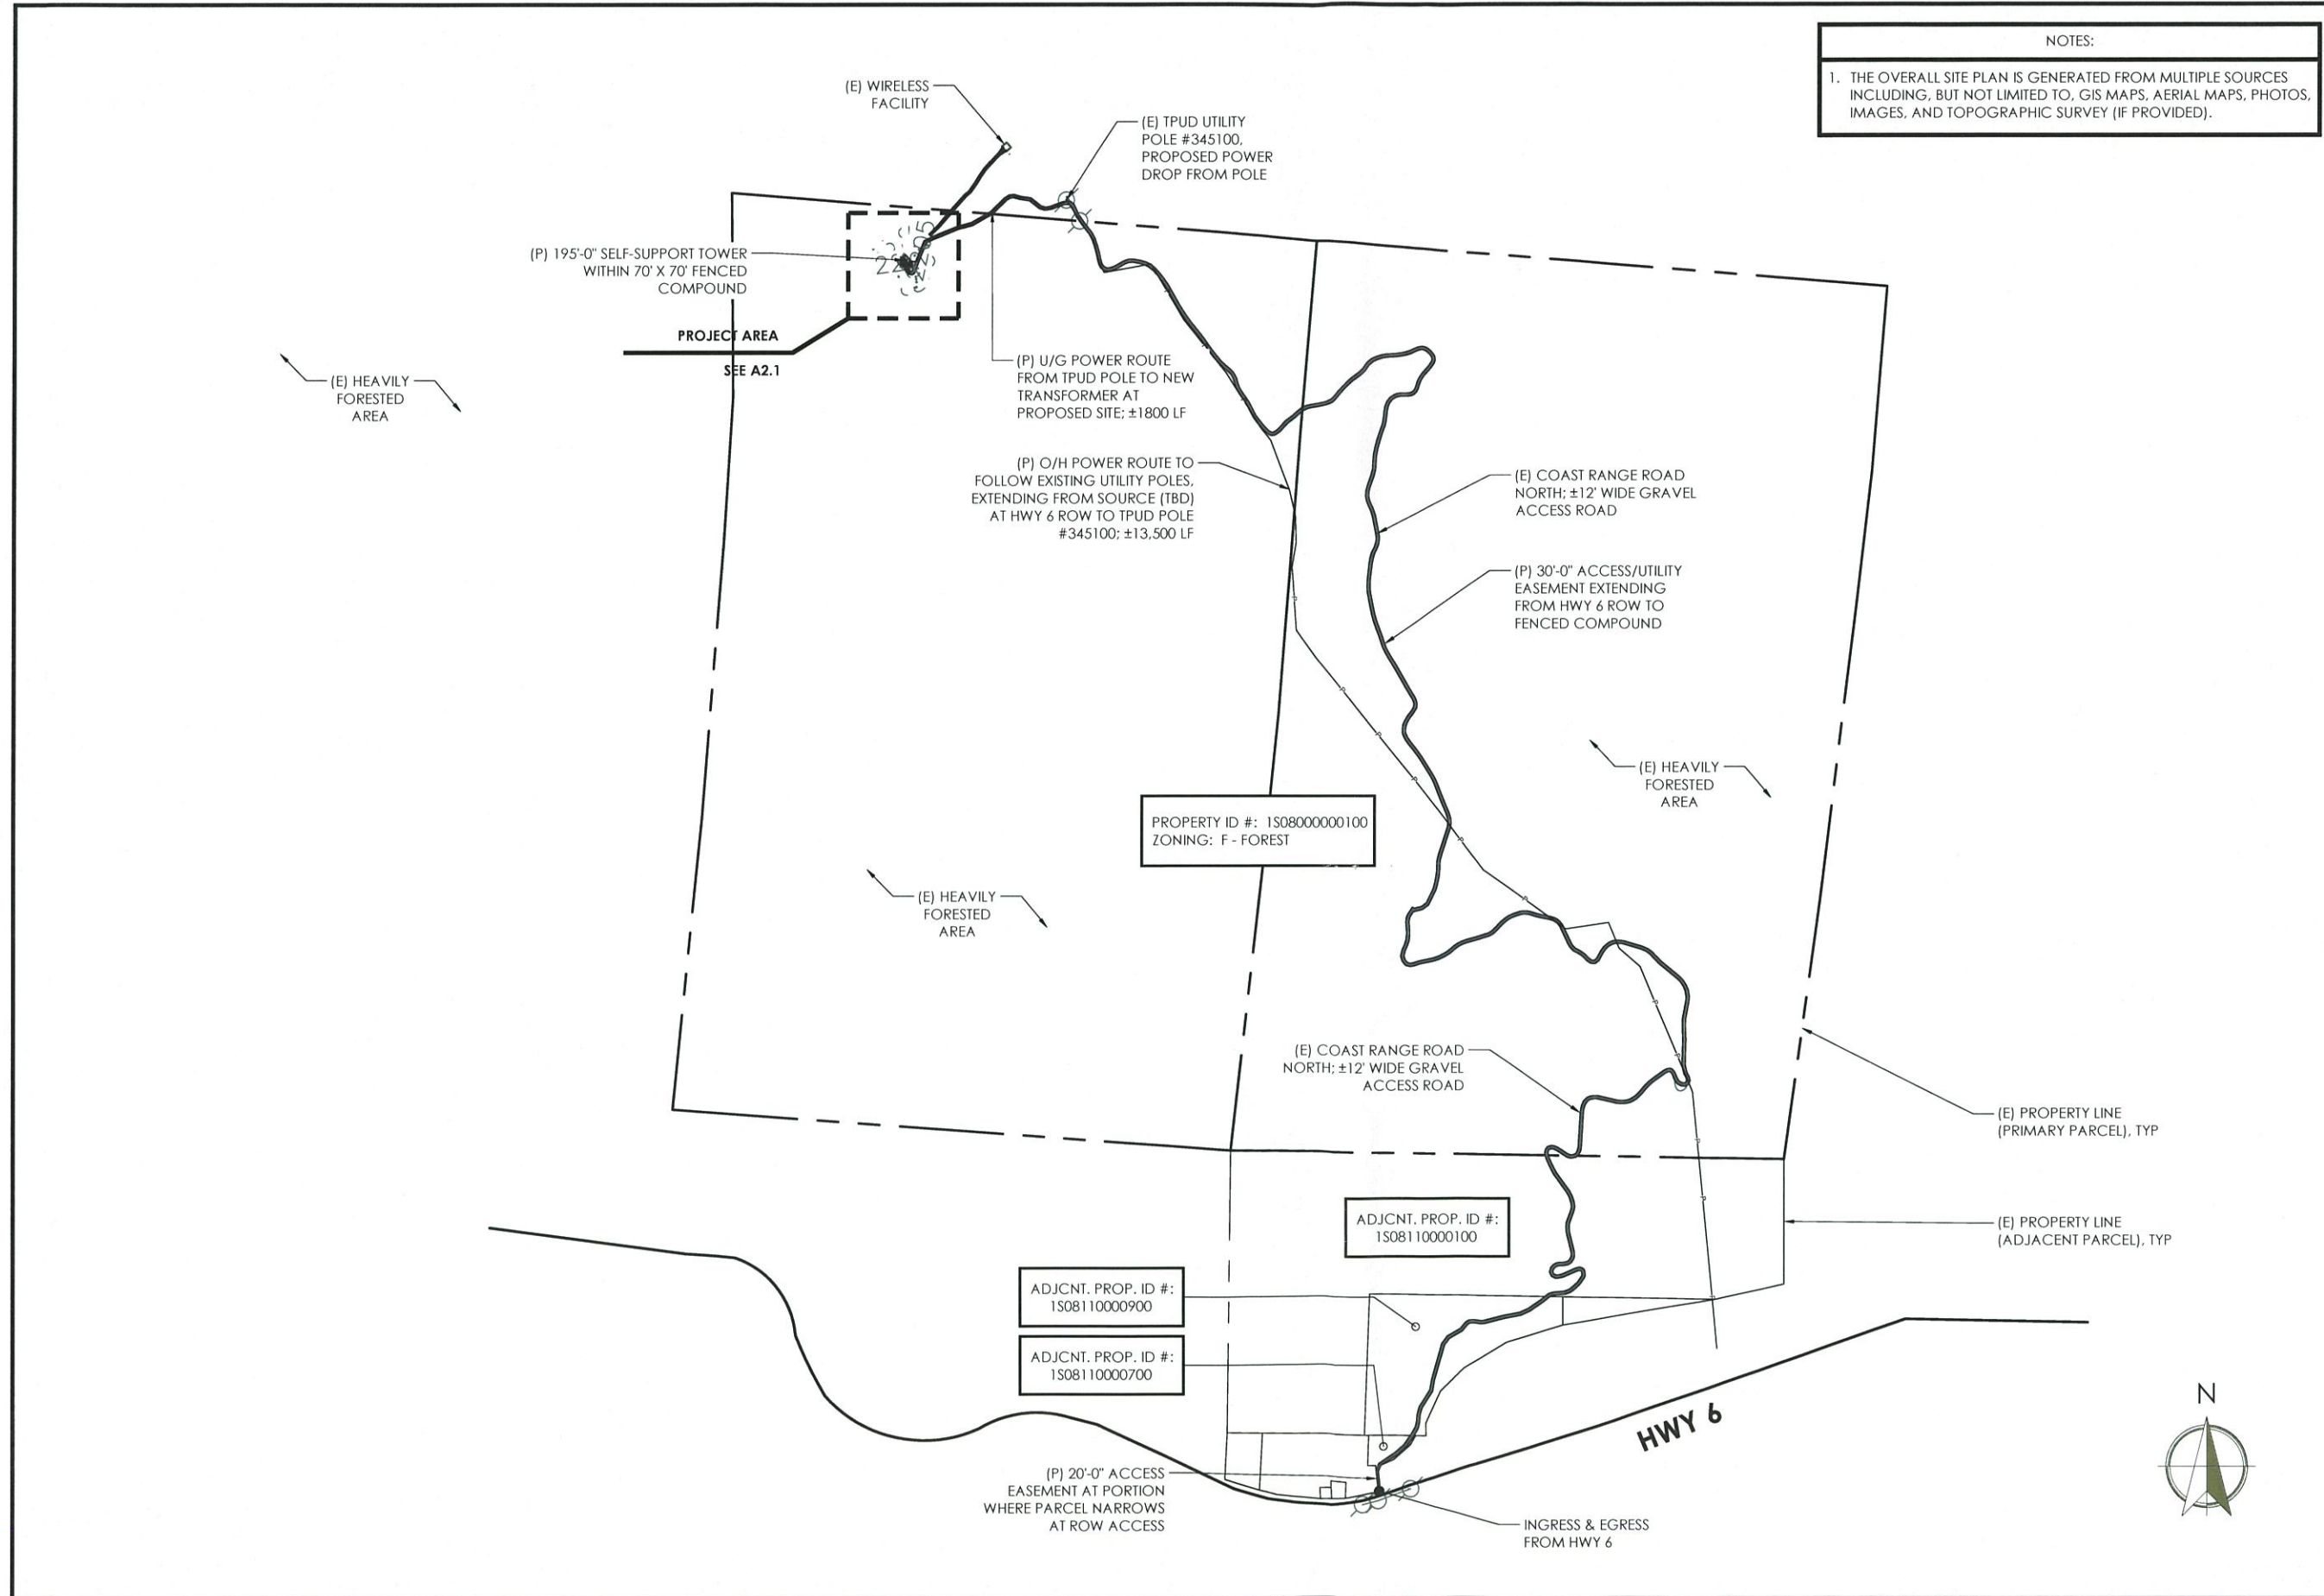 NOTES:
1. THE OVERALL SITE PLAN IS GENERATED FROM MULTIPLE SOURCES
INCLUDING, BUT NOT LIMITED TO, GIS MAPS, AERIAL MAPS, PHOTOS,
IMAGES, AND TOPOGRAPHIC SURVEY (IF PROVIDED).
(E) WIRELESS
FACILITY
(E) TPUD UTILITY
POLE #345100,
PROPOSED POWER
DROP FROM POLE
(P) 195'-0" SELF-SUPPORT TOWER
WITHIN 70' X 70' FENCED
COMPOUND
PROJECT AREA
SEE A2.1
(E) HEAVILY
FORESTED
AREA
(P) U/G POWER ROUTE
FROM TPUD POLE TO NEW
TRANSFORMER AT
PROPOSED SITE; ±1800 LF
(P) O/H POWER ROUTE TO
FOLLOW EXISTING UTILITY POLES,
EXTENDING FROM SOURCE (TBD)
AT HWY 6 ROW TO TPUD POLE
#345100; ±13,500 LF
(E) COAST RANGE ROAD
NORTH; ±12' WIDE GRAVEL
ACCESS ROAD
(P) 30'-0" ACCESS/UTILITY
EASEMENT EXTENDING
FROM HWY 6 ROW TO
FENCED COMPOUND
(E) HEAVILY
FORESTED
AREA
PROPERTY ID #: 1S08000000100
ZONING: F - FOREST
(E) HEAVILY
FORESTED
AREA
(E) COAST RANGE ROAD
NORTH; ±12' WIDE GRAVEL
ACCESS ROAD
(E) PROPERTY LINE
(PRIMARY PARCEL), TYP
ADJCNT. PROP. ID #:
1S08110000100
(E) PROPERTY LINE
(ADJACENT PARCEL), TYP
ADJCNT. PROP. ID #:
1S08110000900
ADJCNT. PROP. ID #:
1S08110000700
HWY 6
N
(P) 20'-0" ACCESS
EASEMENT AT PORTION
WHERE PARCEL NARROWS
AT ROW ACCESS
INGRESS & EGRESS
FROM HWY 6